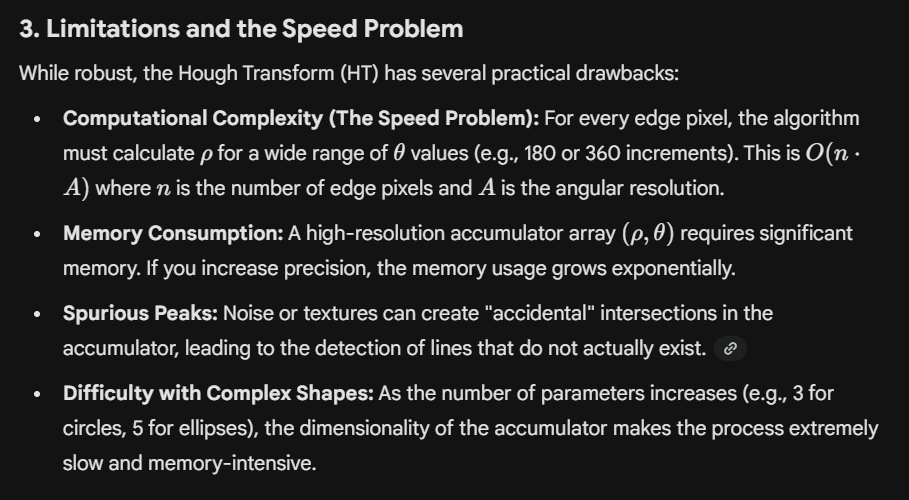 3. Limitations and the Speed Problem
While robust, the Hough Transform (HT) has several practical drawbacks:
• Computational Complexity (The Speed Problem): For every edge pixel, the algorithm
must calculate ρ for a wide range of θ values (e.g., 180 or 360 increments). This is O(n ·
A) where n is the number of edge pixels and A is the angular resolution.
• Memory Consumption: A high-resolution accumulator array (ρ, θ) requires significant
memory. If you increase precision, the memory usage grows exponentially.
• Spurious Peaks: Noise or textures can create "accidental" intersections in the
accumulator, leading to the detection of lines that do not actually exist.
• Difficulty with Complex Shapes: As the number of parameters increases (e.g., 3 for
circles, 5 for ellipses), the dimensionality of the accumulator makes the process extremely
slow and memory-intensive.